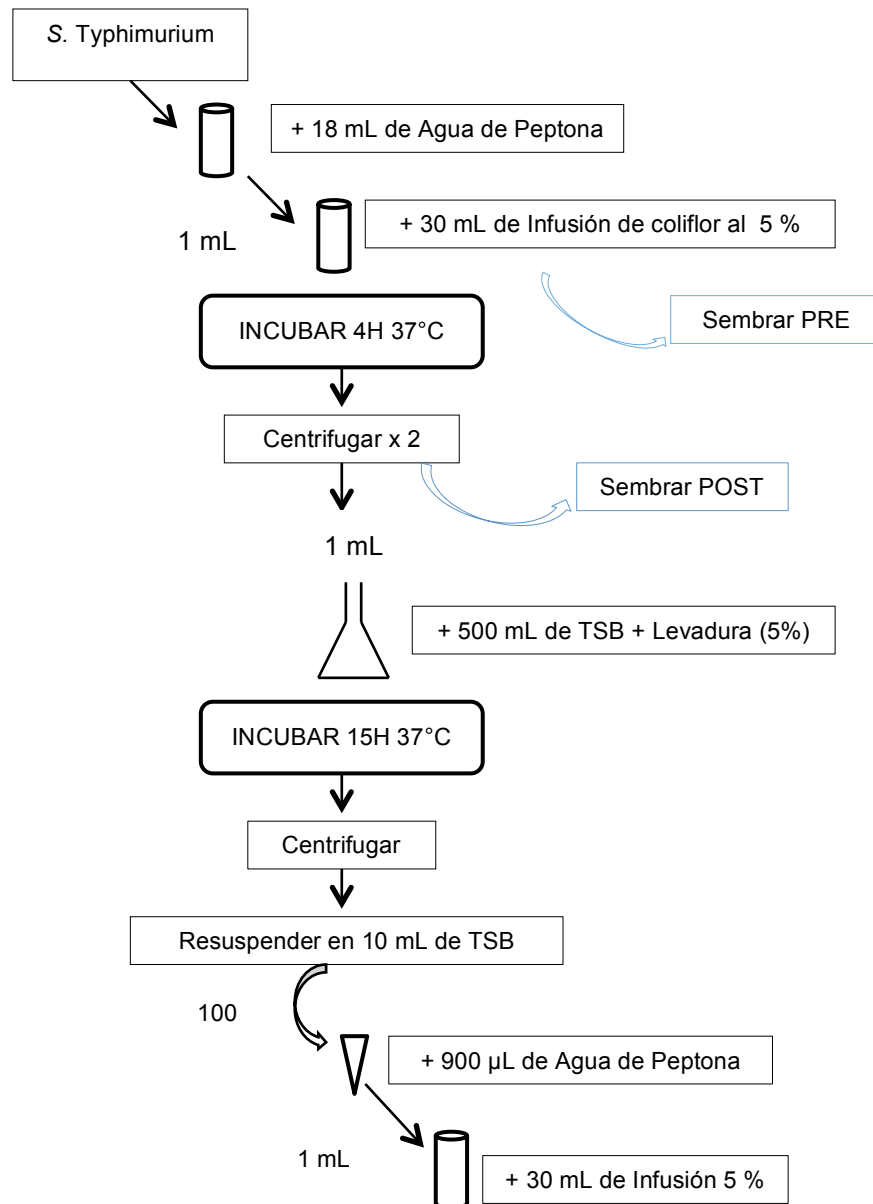 S. Typhimurium
+ 18 mL de Agua de Peptona
1 mL
+ 30 mL de Infusión de coliflor al 5 %
INCUBAR 4H 37°C
Sembrar PRE
Centrifugar x 2
Sembrar POST
1 mL
+ 500 mL de TSB + Levadura (5%)
INCUBAR 15H 37°C
Centrifugar
Resuspender en 10 mL de TSB
100
+ 900 µL de Agua de Peptona
1 mL
+ 30 mL de Infusión 5 %